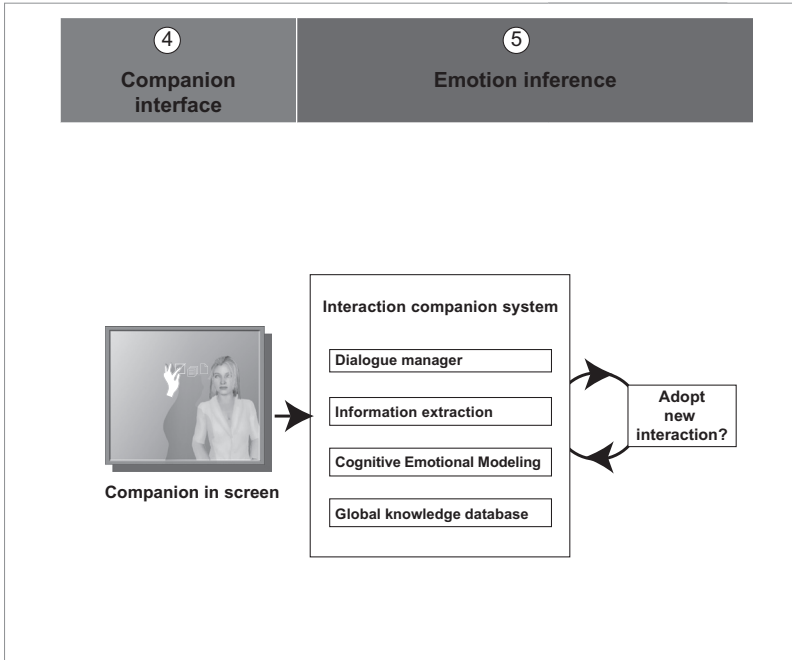 4
Companion
interface
5
Emotion inference
Interaction companion system
Dialogue manager
Information extraction
Cognitive Emotional Modeling
Global knowledge database
Companion in screen
Adopt
new
interaction?